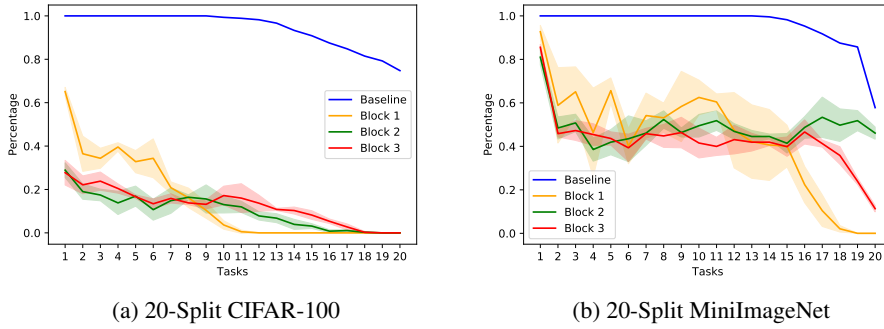 1.0
0.8
0.6
0.4
0.2
0.0
Percentage
Baseline
Block 1
Block 2
Block 3
1 2 3 4 5 6 7 8 9 10 11 12 13 14 15 16 17 18 19 20
Tasks
(a) 20-Split CIFAR-100
1.0
0.8
0.6
0.4
0.2
0.0
Percentage
Baseline
Block 1
Block 2
Block 3
1 2 3 4 5 6 7 8 9 10 11 12 13 14 15 16 17 18 19 20
Tasks
(b) 20-Split MiniImageNet